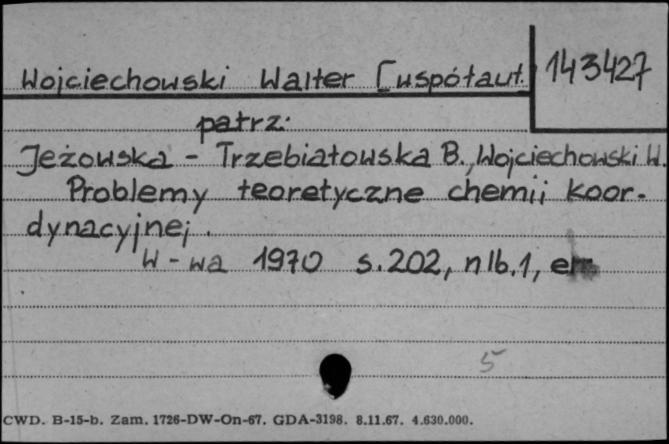 Wojciechowski Walter [współaut.
143427
patrz:
Jeżowska - Trzebiatowska B., Wojciechowski W.
Problemy teoretyczne chemii koor-
dynacyjnej.
W-wa 1970 s.202, nlb.1,
5
CWD. B-15-b. Zam. 1726-DW-On-67. GDA-3198. 8.11.67. 4.630.000.